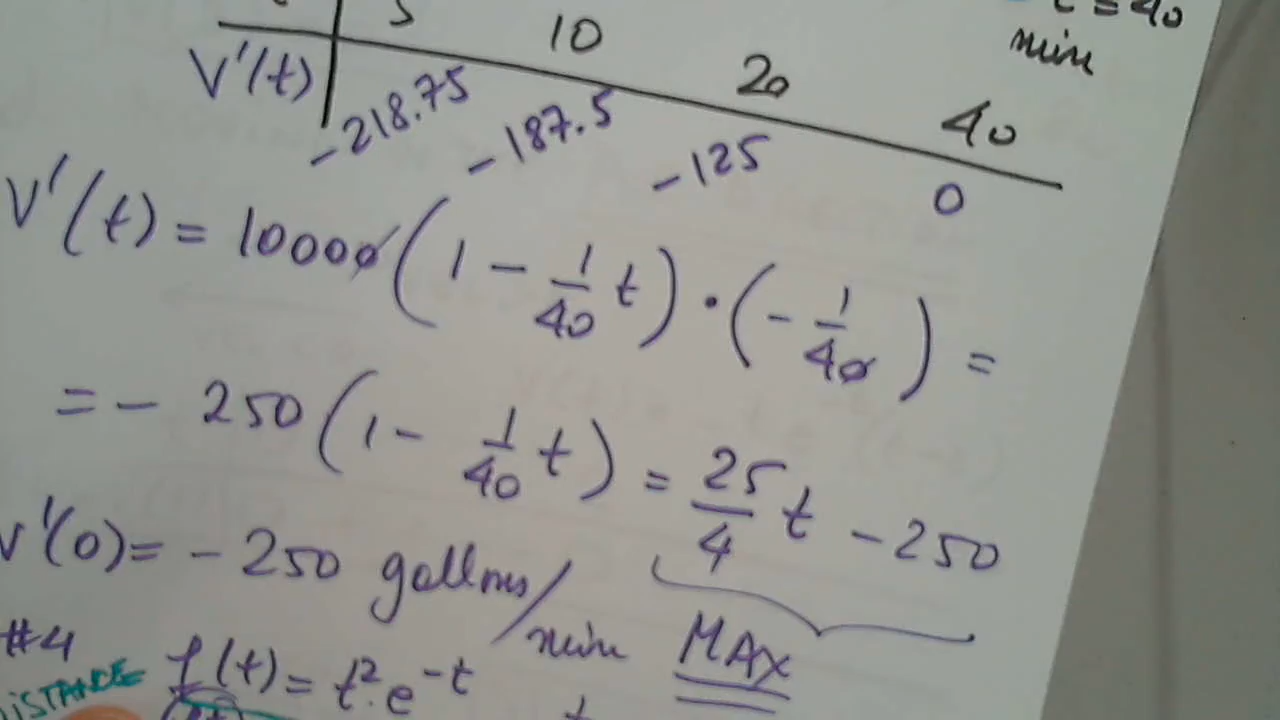 t = 40
min
5 10 20 40
V'(t) -218.75 -187.5 -125 0
V'(t) = 10000(1 - 1/40 t) · (- 1/40) =
= - 250 (1 - 1/40 t) = 25/4 t - 250
V'(0) = - 250 gallons/min MAX
#4
DISTANCE f(t) = t². e^-t